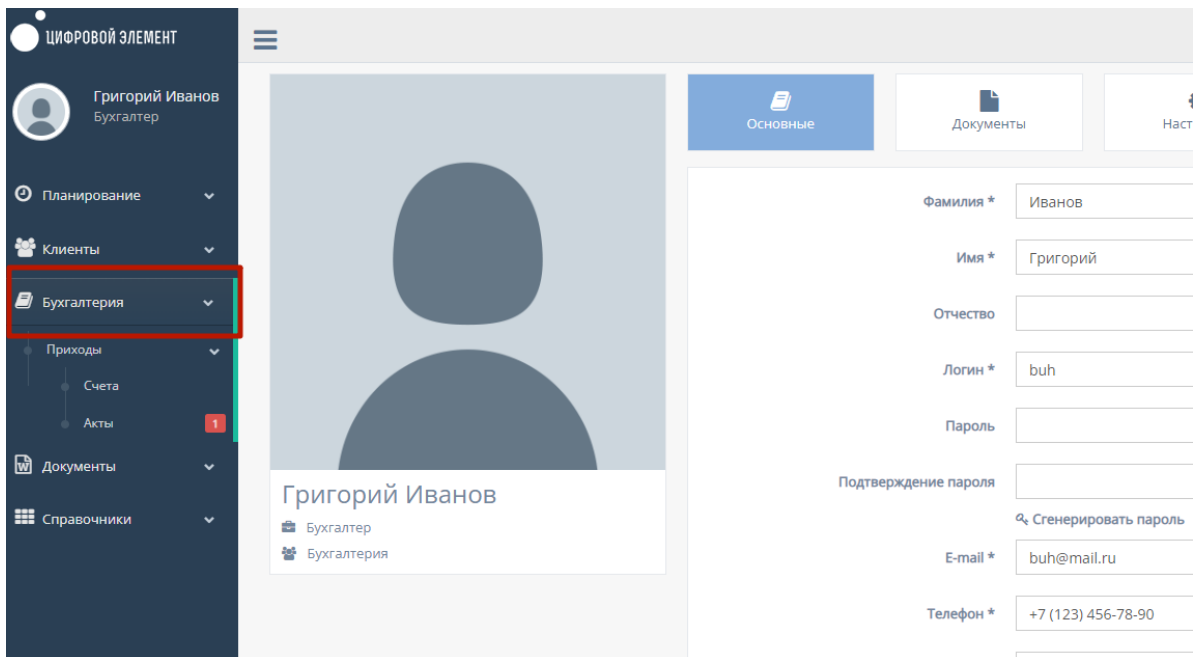 ЦИФРОВОЙ ЭЛЕМЕНТ
Григорий Иванов
Бухгалтер
Планирование
Клиенты
Бухгалтерия
Приходы
Счета
Акты 1
Документы
Справочники
Григорий Иванов
Бухгалтер
Бухгалтерия
Основные
Документы
Наст
Фамилия * Иванов
Имя * Григорий
Отчество
Логин * buh
Пароль
Подтверждение пароля
Сгенерировать пароль
E-mail * buh@mail.ru
Телефон * +7 (123) 456-78-90